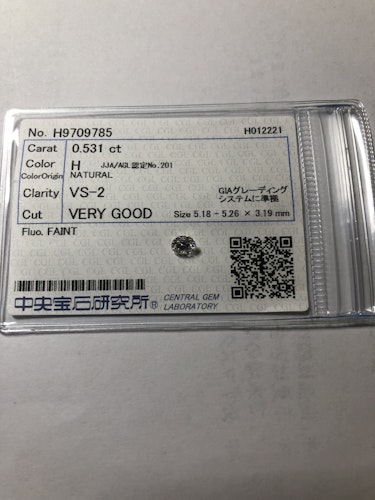 No. H9709785 H012221
Carat 0.531 ct
Color H JJA/AGL認定No.201
ColorOrigin NATURAL
Clarity VS-2 GIAグレーディング
システムに準拠
Cut VERY GOOD Size 5.18 - 5.26 × 3.19 mm
Fluo. FAINT
中央宝石研究所® CENTRAL GEM
LABORATORY